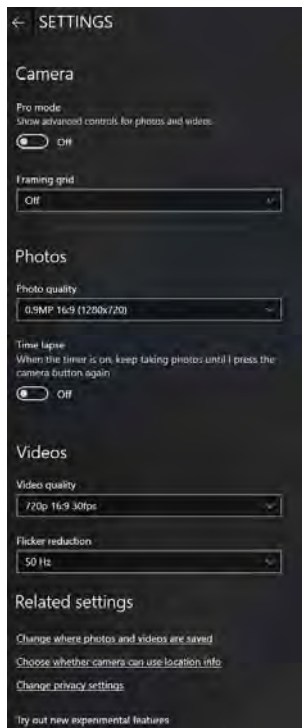 ← SETTINGS
Camera
Pro mode
Show advanced controls for photos and videos
Off
Framing grid
Off
Photos
Photo quality
0.9MP 16:9 (1280x720)
Time lapse
When the timer is on, keep taking photos until I press the
camera button again
Off
Videos
Video quality
720p 16:9 30fps
Flicker reduction
50 Hz
Related settings
Change where photos and videos are saved
Choose whether camera can use location info
Change privacy settings
Try out new experimental features